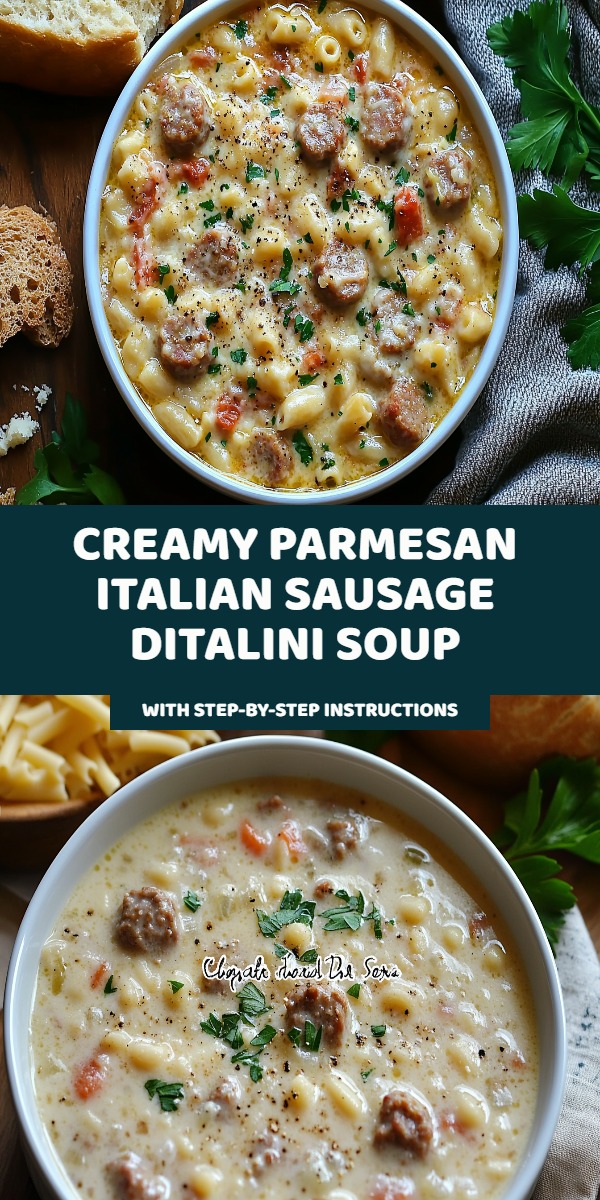 CREAMY PARMESAN
ITALIAN SAUSAGE
DITALINI SOUP
WITH STEP-BY-STEP INSTRUCTIONS